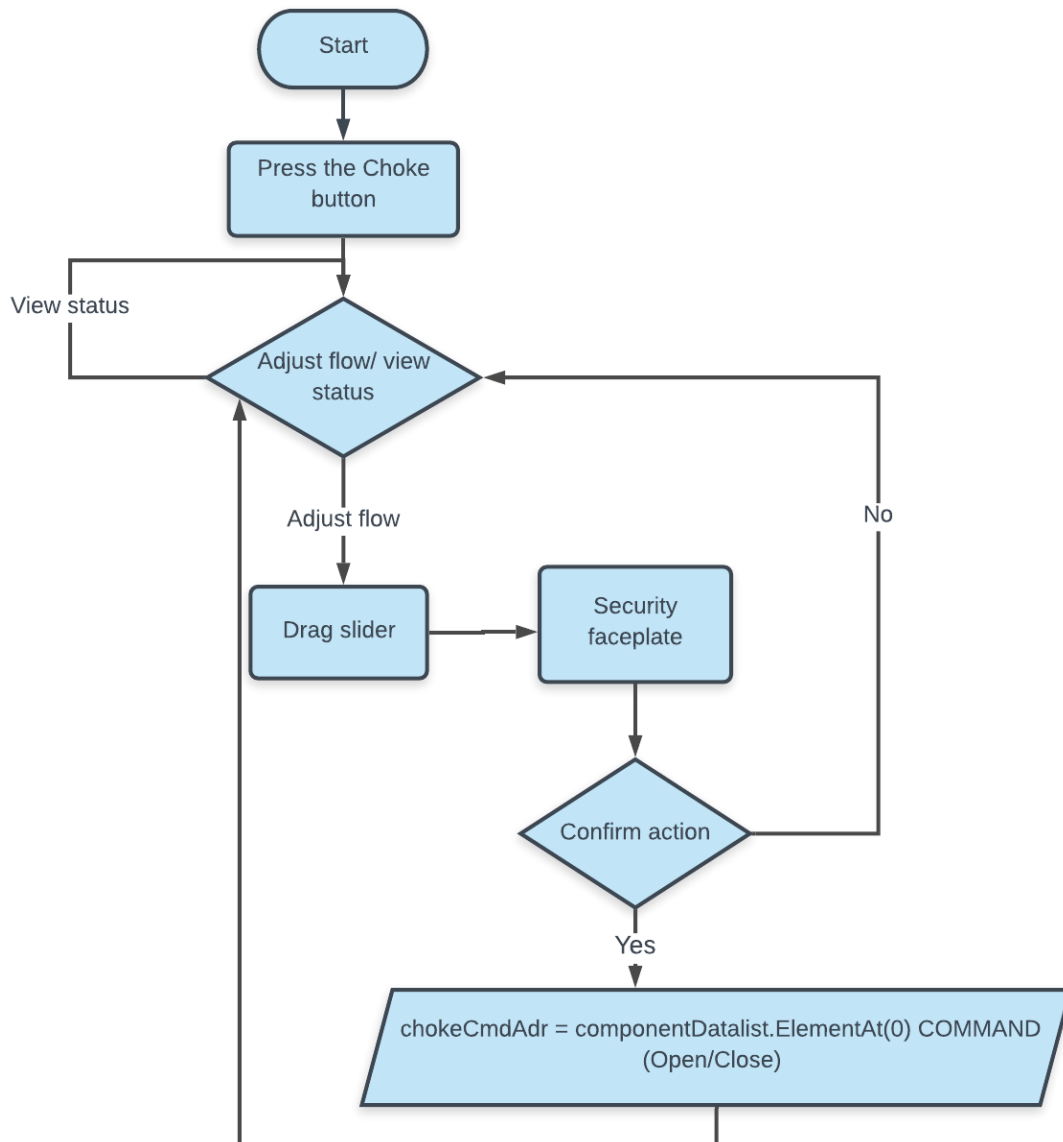 Start
Press the Choke
button
View status
Adjust flow/ view
status
Adjust flow
No
Drag slider
Security
faceplate
Confirm action
Yes
chokeCmdAdr = componentDatalist.ElementAt(0) COMMAND
(Open/Close)